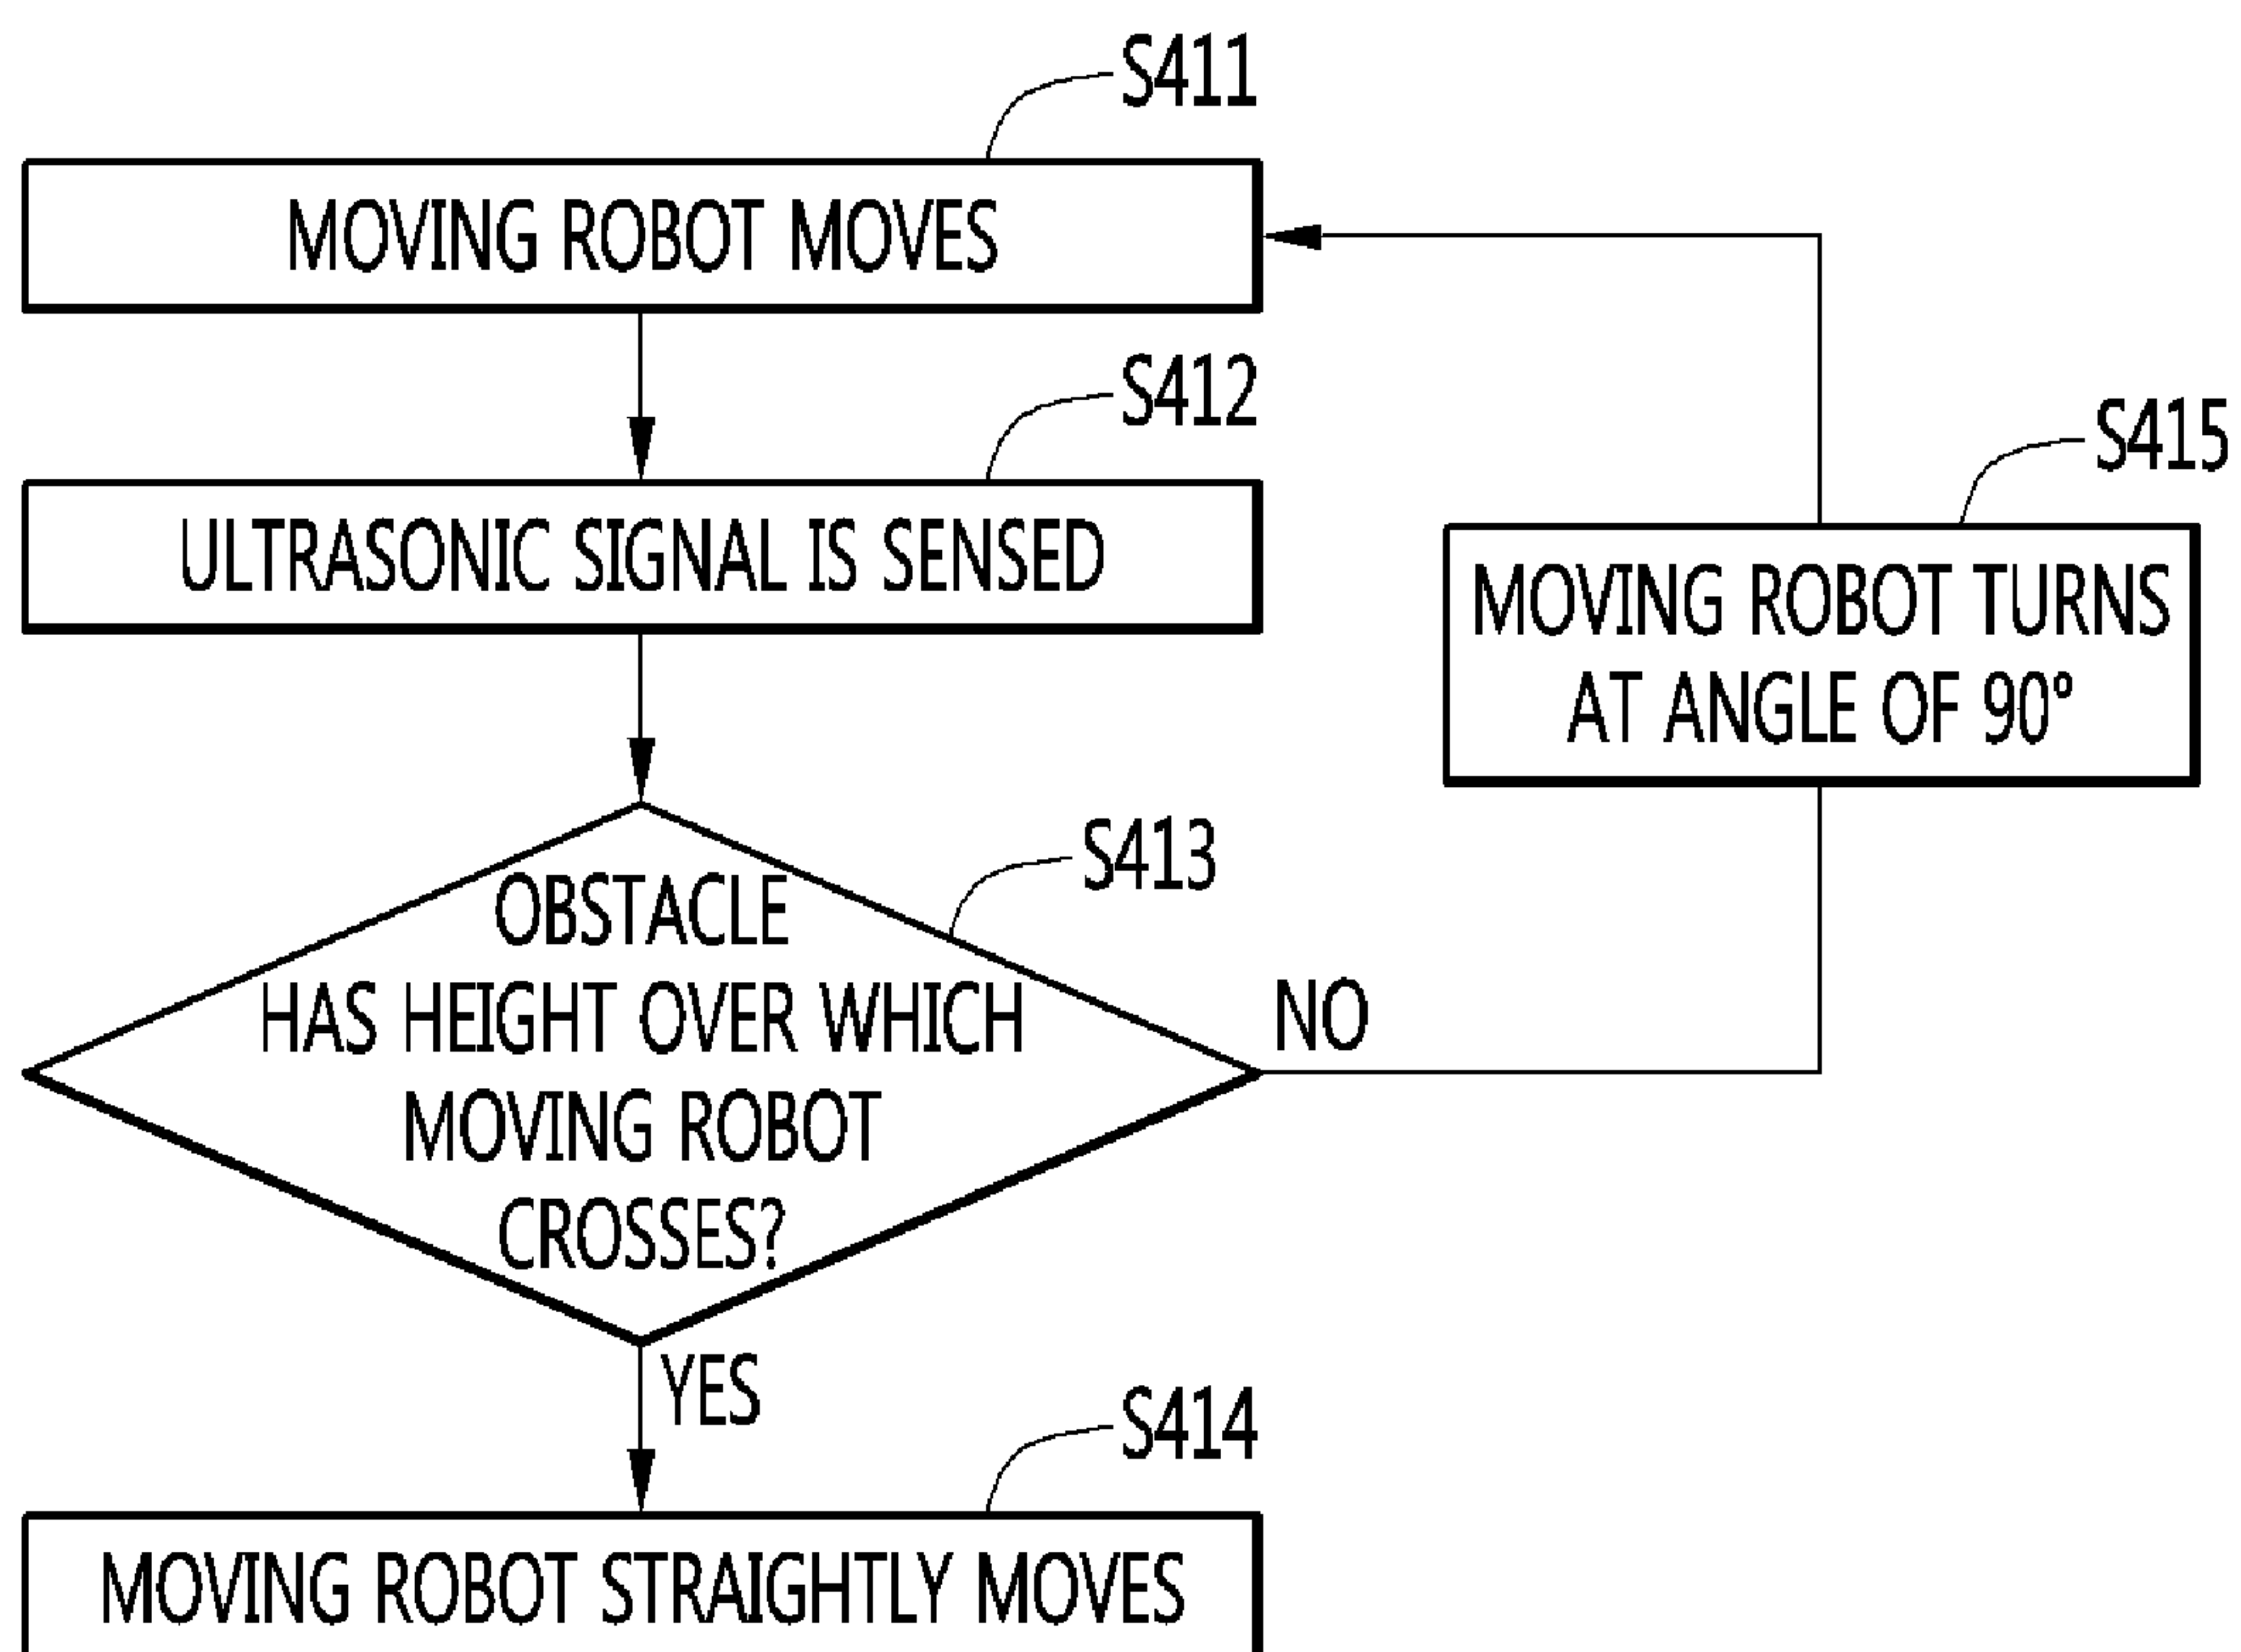 S411
MOVING ROBOT MOVES
S412
ULTRASONIC SIGNAL IS SENSED
S415
MOVING ROBOT TURNS
AT ANGLE OF 90°
S413
OBSTACLE
HAS HEIGHT OVER WHICH
MOVING ROBOT
CROSSES?
NO
YES
S414
MOVING ROBOT STRAIGHTLY MOVES